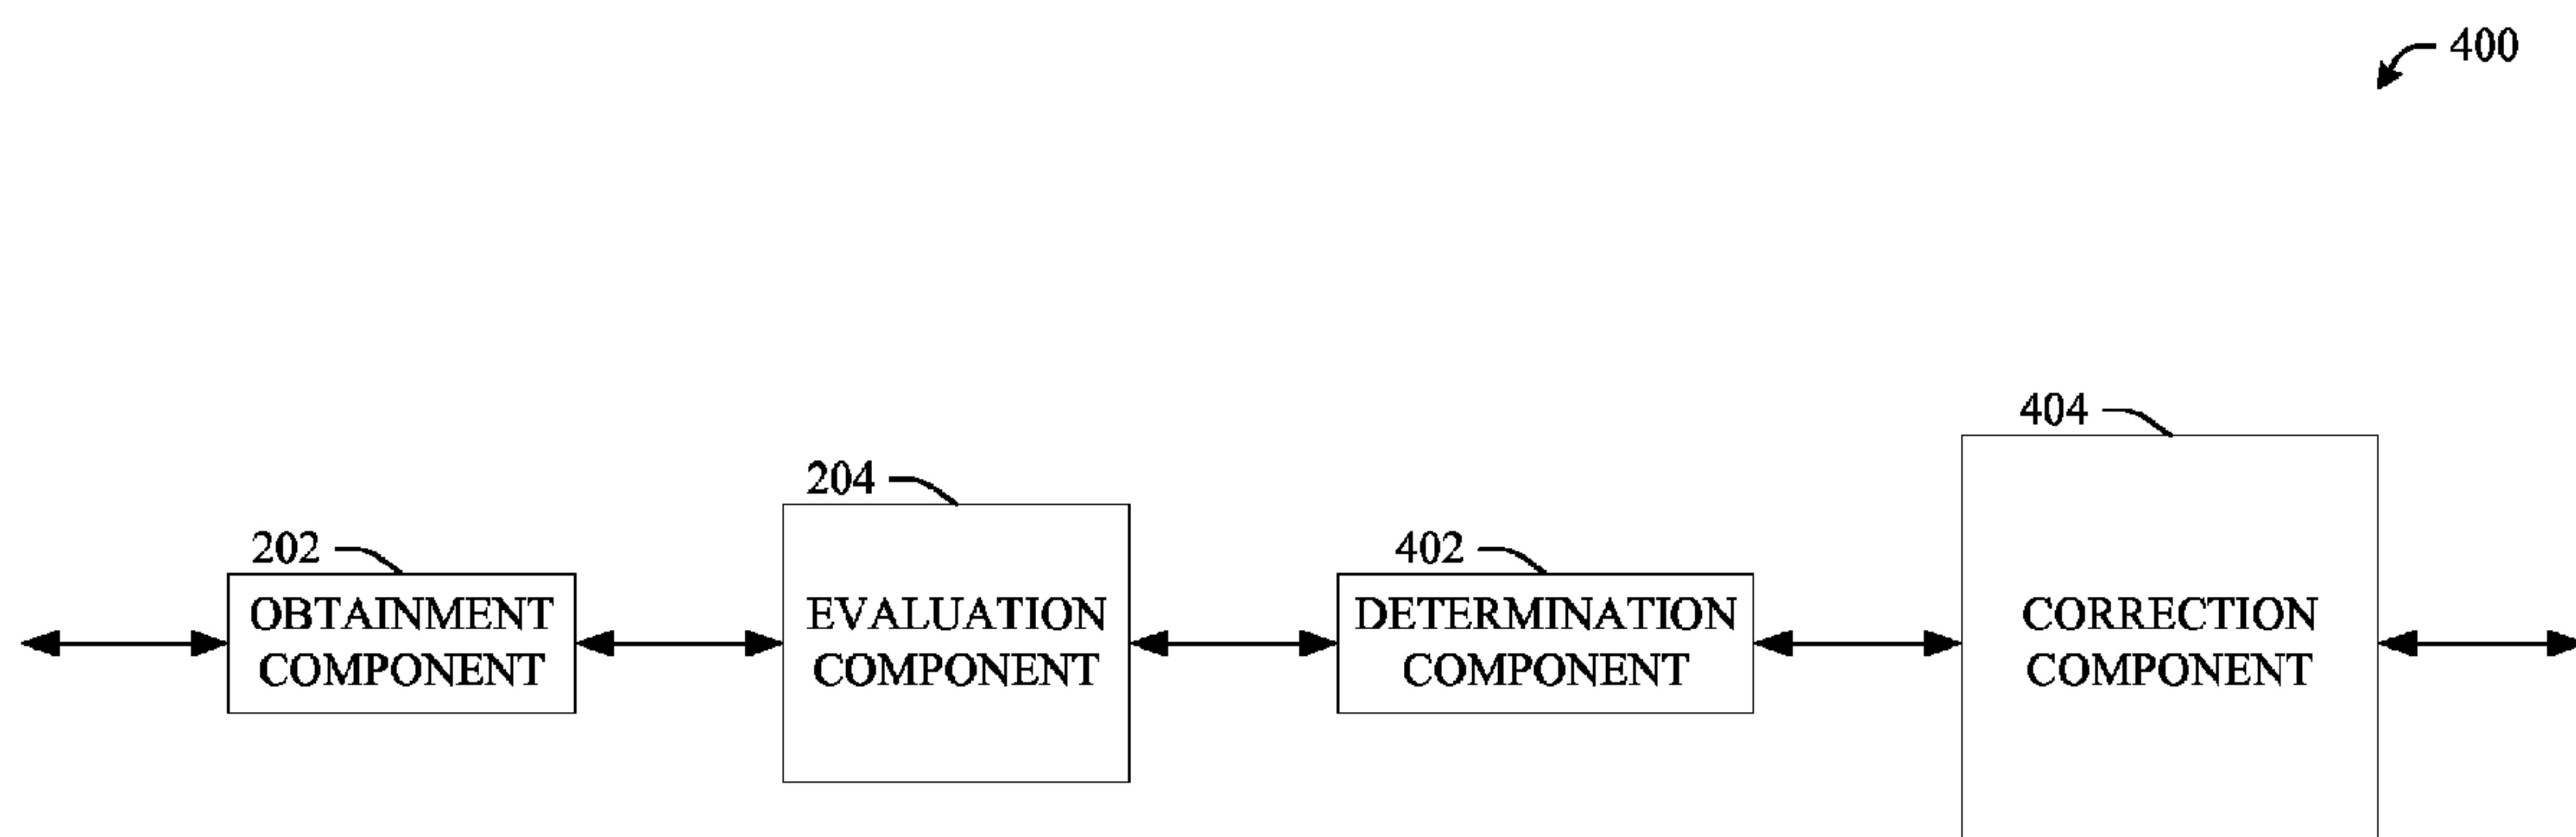 400
404
204
202
402
OBTAINMENT
COMPONENT
EVALUATION
COMPONENT
DETERMINATION
COMPONENT
CORRECTION
COMPONENT